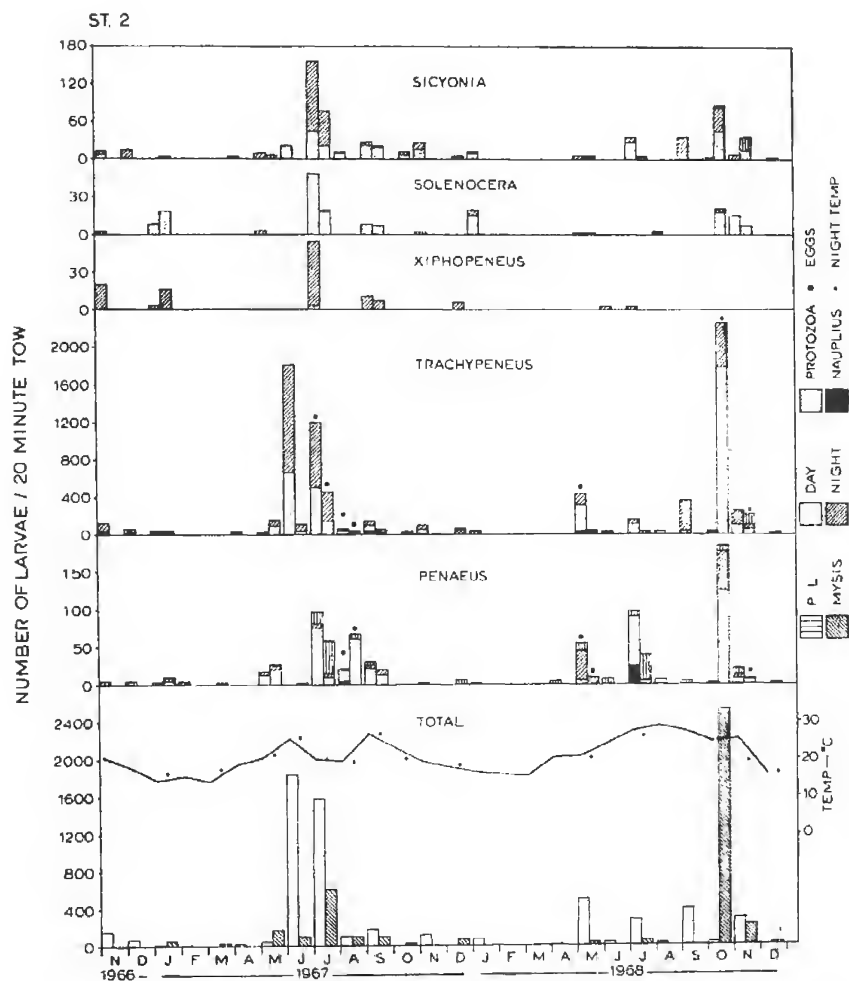 ST. 2
NUMBER OF LARVAE / 20 MINUTE TOW
180
120
60
0
SICYONIA
30
0
SOLENOCERA
30
0
XIPHOPENEUS
2000
1600
1200
800
400
0
TRACHYPENEUS
150
100
50
0
PENAEUS
2400
2000
1600
1200
800
400
0
TOTAL
30
20
10
0
TEMP—°C
N D J F M A M J J A S O N D J F M A M J J A S O N D
1966 1967 1968
EGGS
NIGHT TEMP
PROTOZOA
NAUPLIUS
DAY
NIGHT
P L
MYSIS